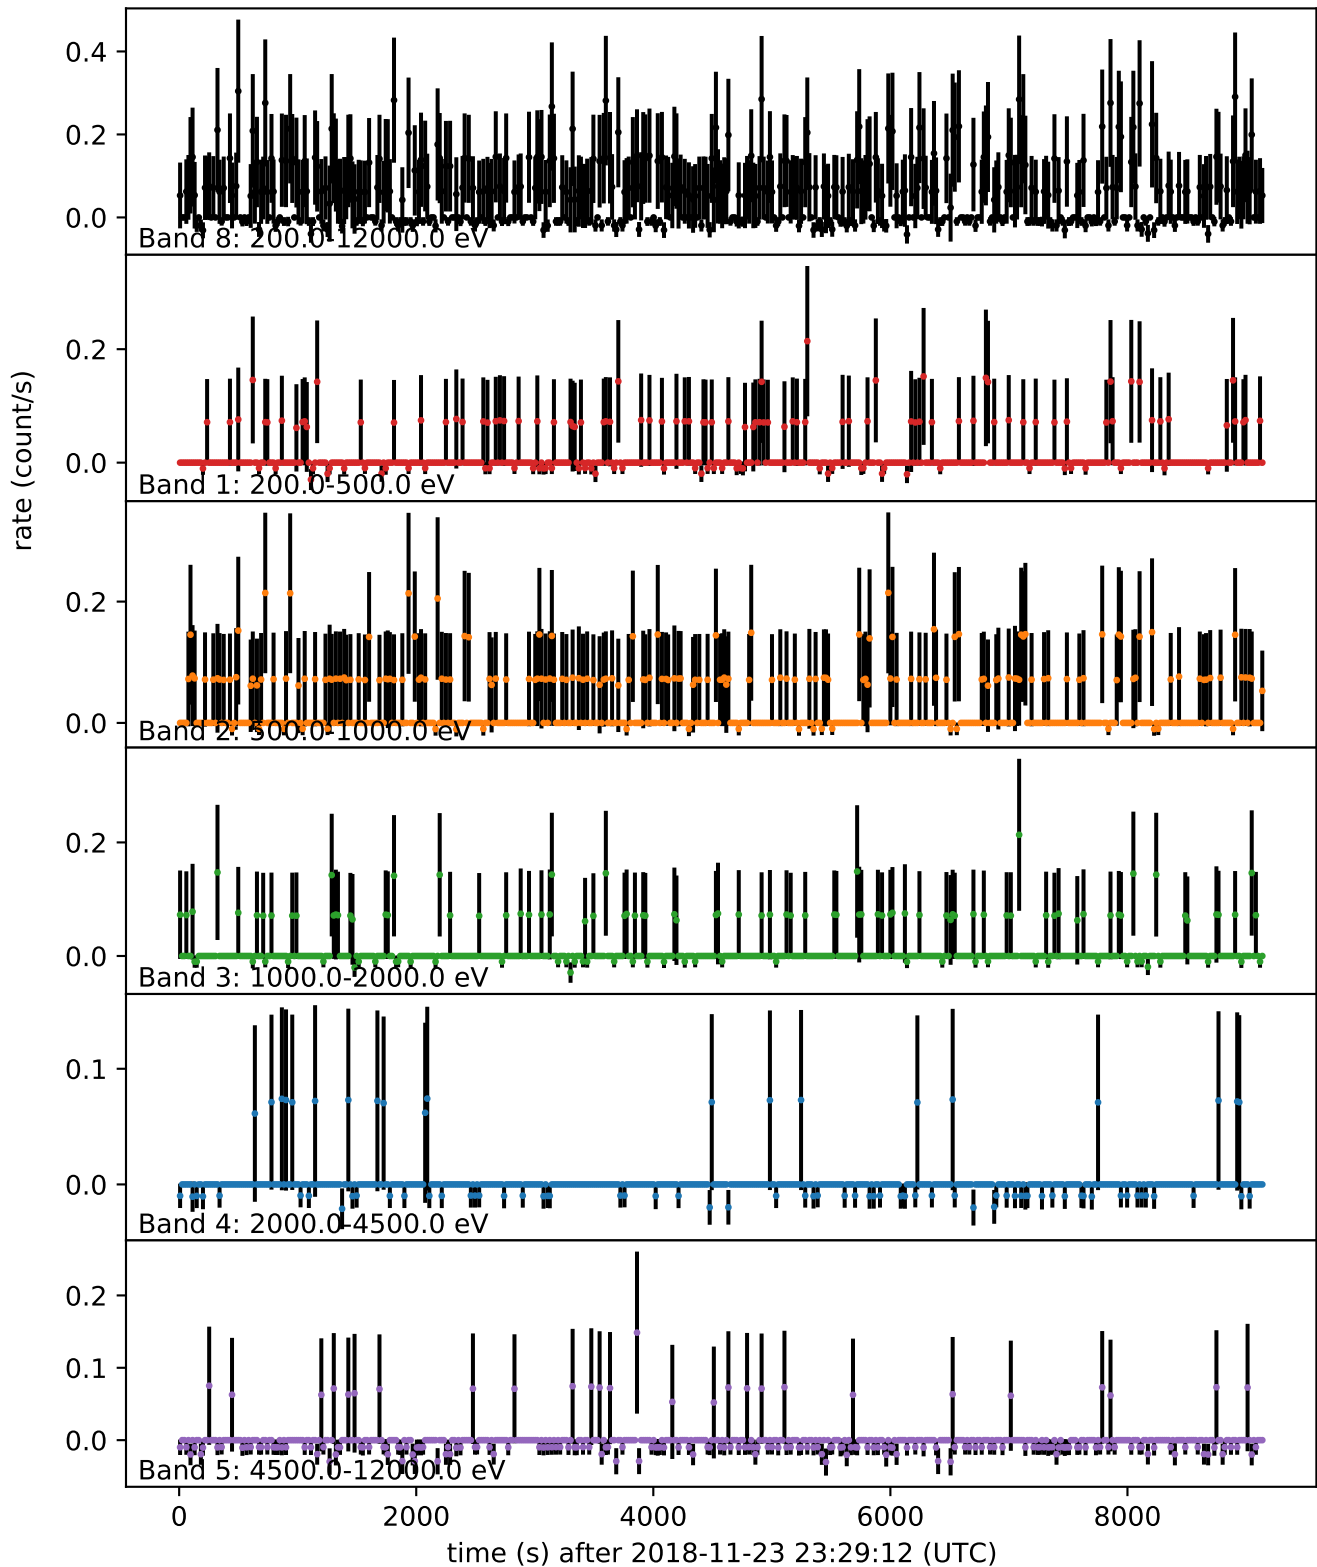 0.4
0.2
0.0
Band 8: 200.0-12000.0 eV
0.2
0.0
Band 1: 200.0-500.0 eV
rate (count/s)
0.2
0.0
Band 2: 500.0-1000.0 eV
0.2
0.0
Band 3: 1000.0-2000.0 eV
0.1
0.0
Band 4: 2000.0-4500.0 eV
0.2
0.1
0.0
Band 5: 4500.0-12000.0 eV
0 2000 4000 6000 8000
time (s) after 2018-11-23 23:29:12 (UTC)